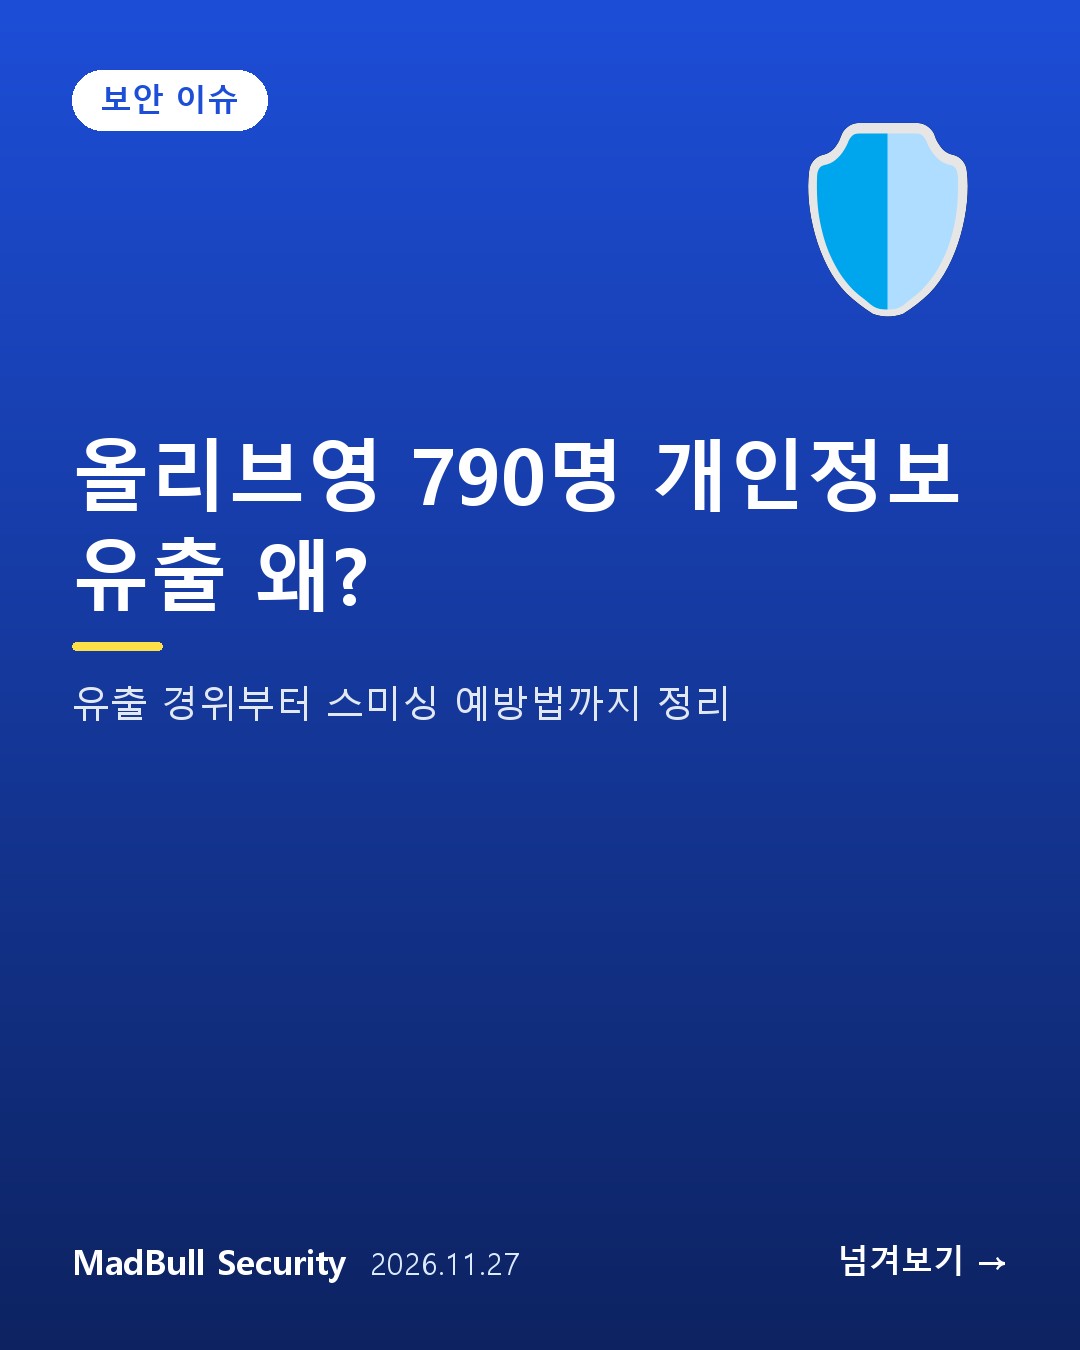 보안 이슈
올리브영 790명 개인정보
유출 왜?
유출 경위부터 스미싱 예방법까지 정리
MadBull Security 2026.11.27
넘겨보기 →